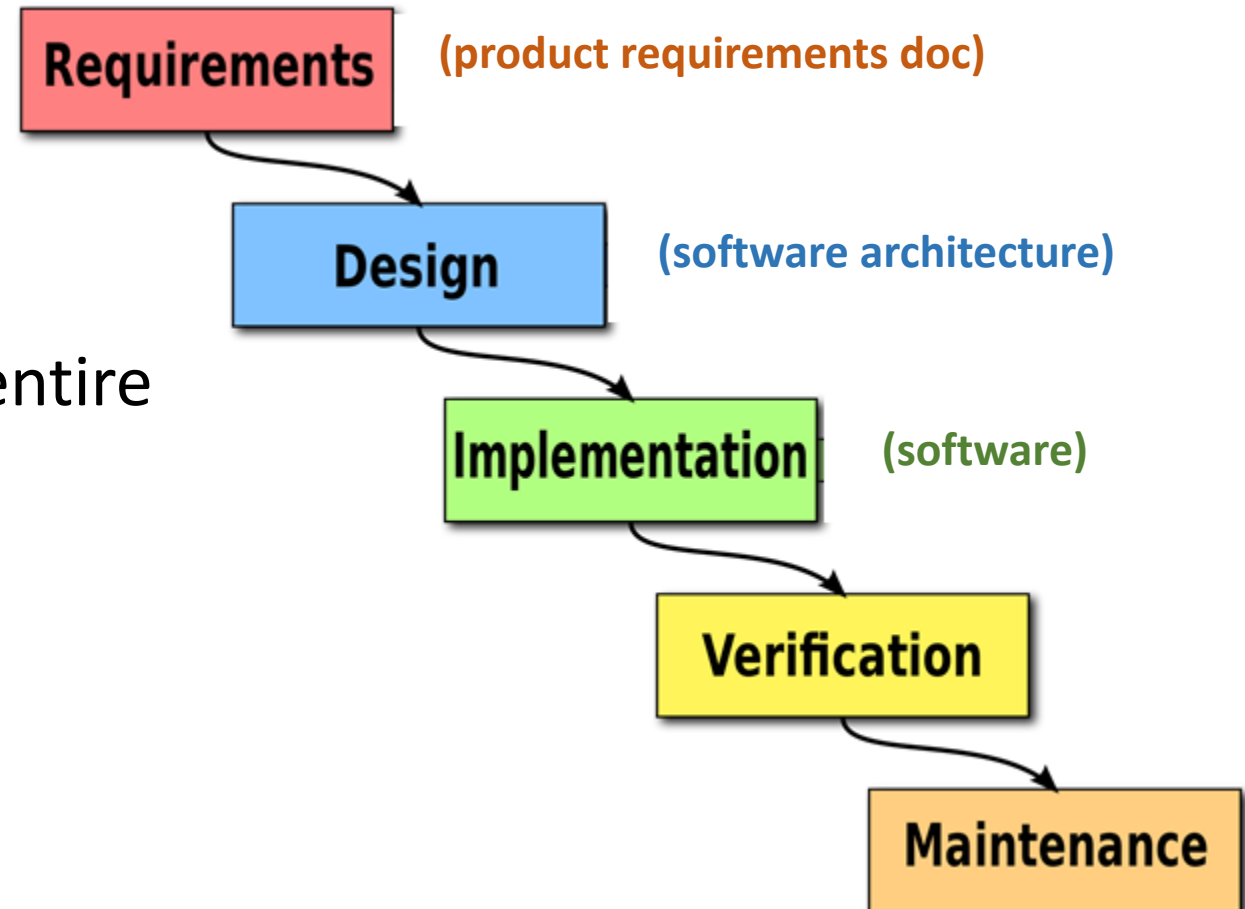 Requirements
(product requirements doc)
Design
(software architecture)
entire
Implementation
(software)
Verification
Maintenance